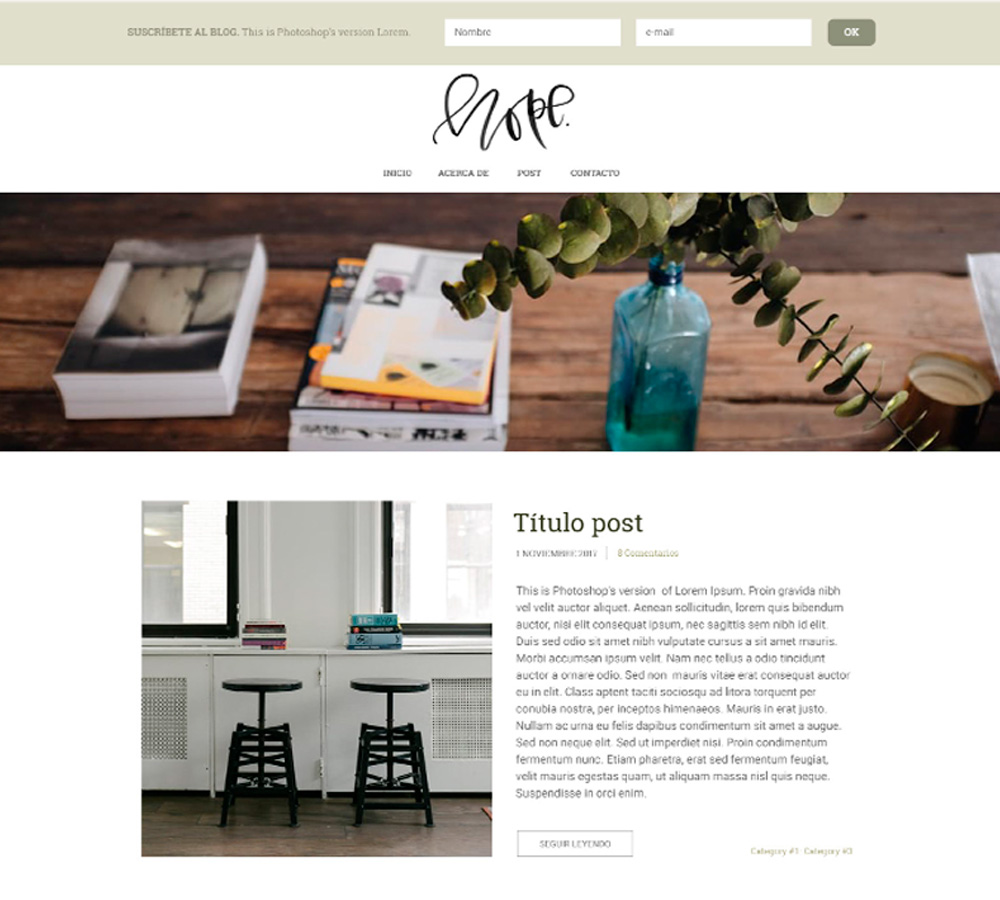 SUSCRÍBETE AL BLOG. This is Photoshop's version Lorem.
Nombre
e-mail
OK
hope.
INICIO
ACERCA DE
POST
CONTACTO
Título post
1 NOVIEMBRE 2017
8 Comentarios
This is Photoshop's version of Lorem Ipsum. Proin gravida nibh
vel velit auctor aliquet. Aenean sollicitudin, lorem quis bibendum
auctor, nisi elit consequat ipsum, nec sagittis sem nibh id elit.
Duis sed odio sit amet nibh vulputate cursus a sit amet mauris.
Morbi accumsan ipsum velit. Nam nec tellus a odio tincidunt
auctor a ornare odio. Sed non mauris vitae erat consequat auctor
eu in elit. Class aptent taciti sociosqu ad litora torquent per
conubia nostra, per inceptos himenaeos. Mauris in erat justo.
Nullam ac urna eu felis dapibus condimentum sit amet a augue.
Sed non neque elit. Sed ut imperdiet nisi. Proin condimentum
fermentum nunc. Etiam pharetra, erat sed fermentum feugiat,
velit mauris egestas quam, ut aliquam massa nisl quis neque.
Suspendisse in orci enim.
SEGUIR LEYENDO
Category #1· Category #3